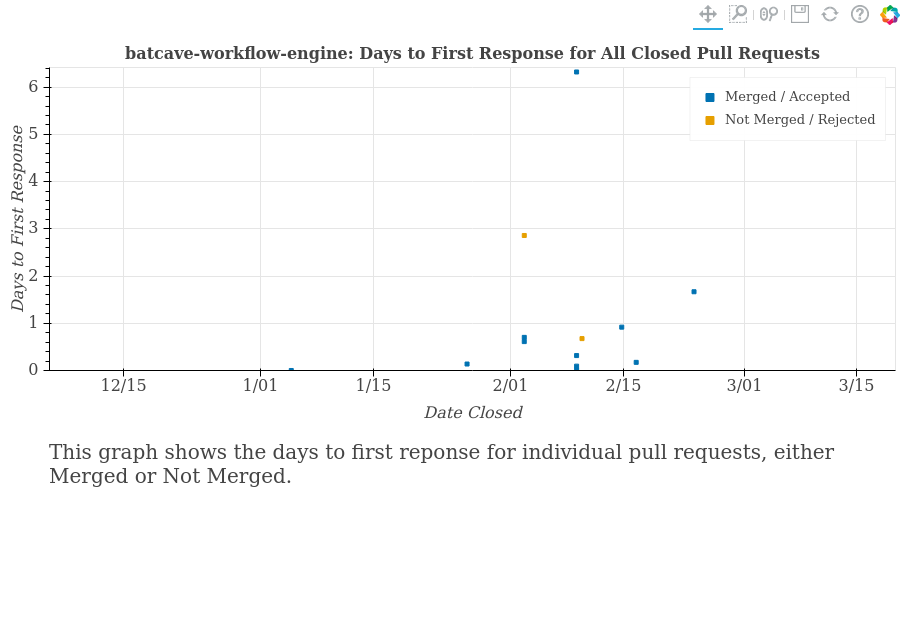 batcave-workflow-engine: Days to First Response for All Closed Pull Requests
Merged / Accepted
Not Merged / Rejected
Days to First Response
6
5
4
3
2
1
0
12/15 1/01 1/15 2/01 2/15 3/01 3/15
Date Closed
This graph shows the days to first reponse for individual pull requests, either
Merged or Not Merged.